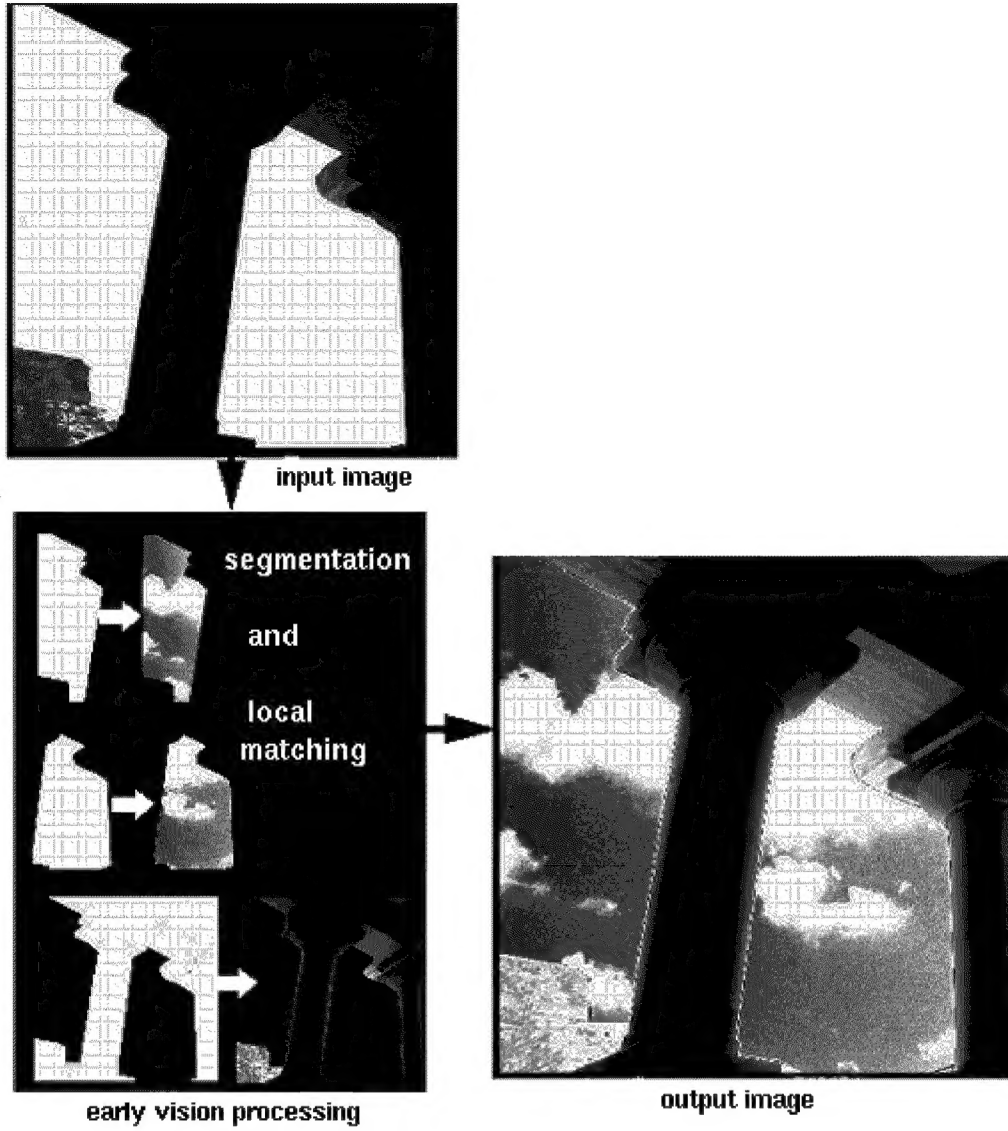 input image
segmentation
and
local
matching
early vision processing
output image